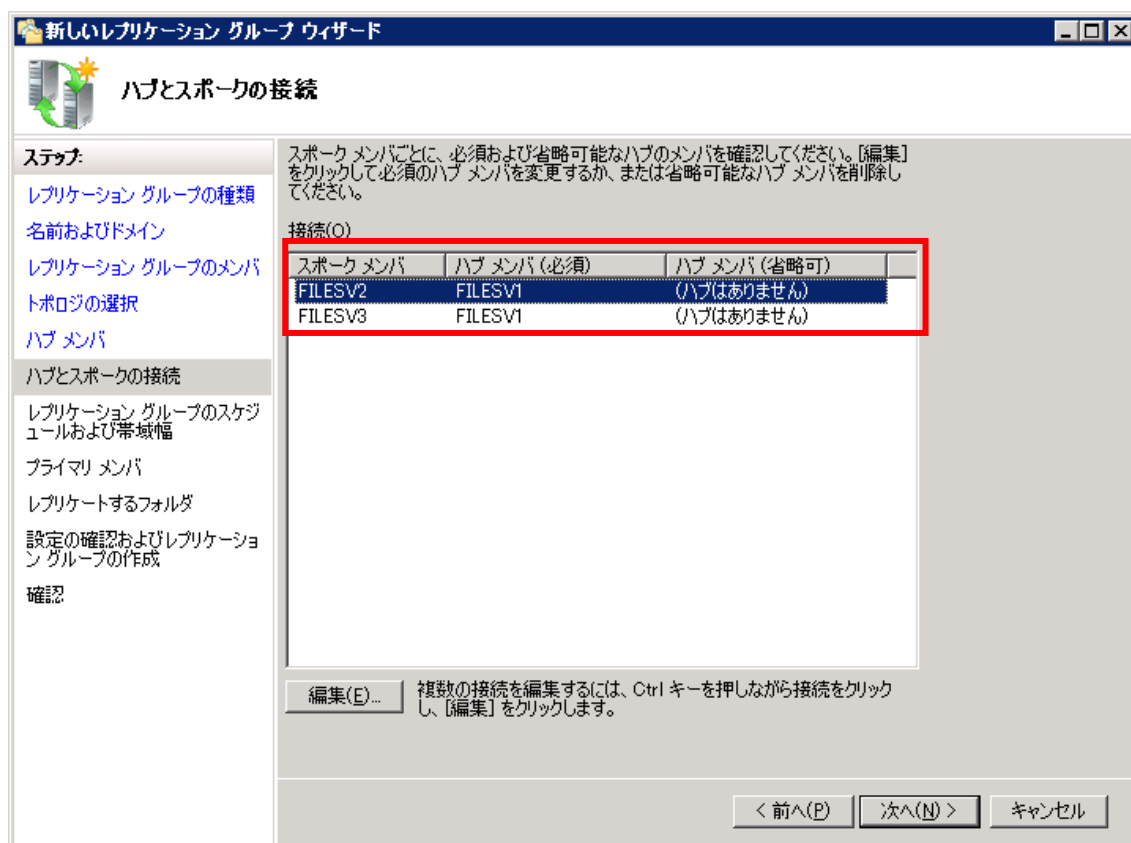 新しいレプリケーション グループ ウィザード
ハブとスポークの接続
ステップ:
レプリケーション グループの種類
名前およびドメイン
レプリケーション グループのメンバ
トポロジの選択
ハブ メンバ
ハブとスポークの接続
レプリケーション グループのスケジ
ュールおよび帯域幅
プライマリ メンバ
レプリケートするフォルダ
設定の確認およびレプリケーショ
ン グループの作成
確認
スポーク メンバごとに、必須および省略可能なハブのメンバを確認してください。[編集]
をクリックして必須のハブ メンバを変更するか、または省略可能なハブ メンバを削除し
てください。
接続(O)
スポーク メンバ ハブ メンバ (必須) ハブ メンバ (省略可)
FILESV2 FILESV1 (ハブはありません)
FILESV3 FILESV1 (ハブはありません)
編集(E)...
複数の接続を編集するには、Ctrl キーを押しながら接続をクリック
し、[編集] をクリックします。
< 前へ(P) 次へ(N) > キャンセル